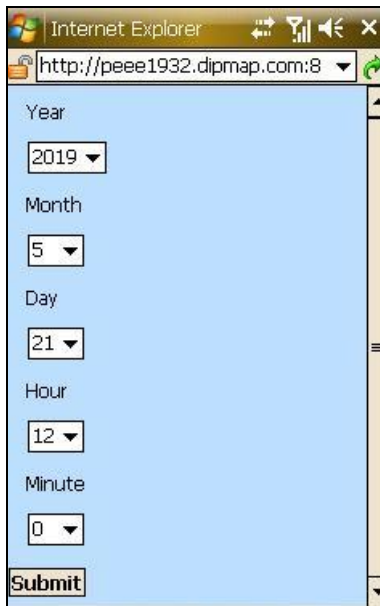 Internet Explorer
http://peee1932.dipmap.com:8
Year
2019
Month
5
Day
21
Hour
12
Minute
0
Submit